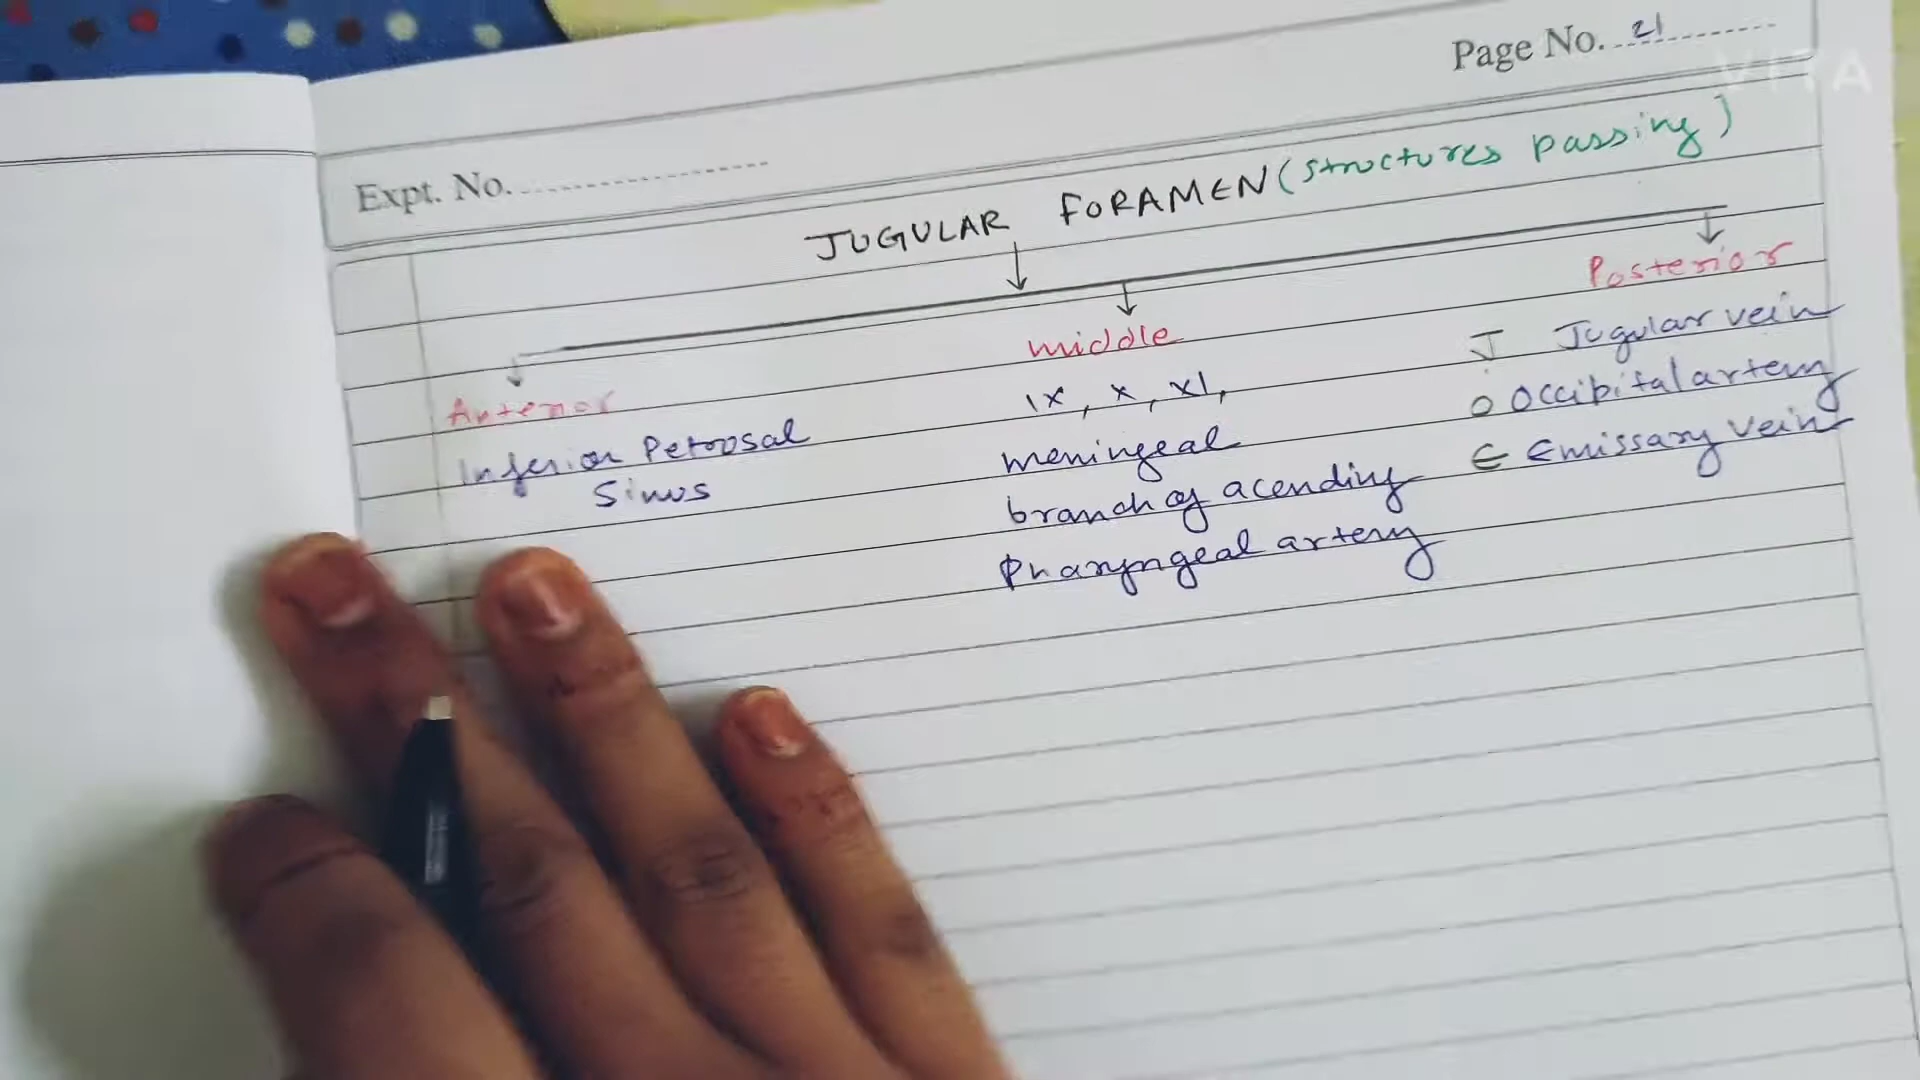 Page No. 21
VITA
Expt. No.
JUGULAR FORAMEN (structures passing)
Anterior
Inferior Petrosal
Sinus
middle
IX, X, XI,
meningeal
branch of acending
Pharyngeal artery
Posterior
J Jugular vein
O Occipital artery
E Emissary vein